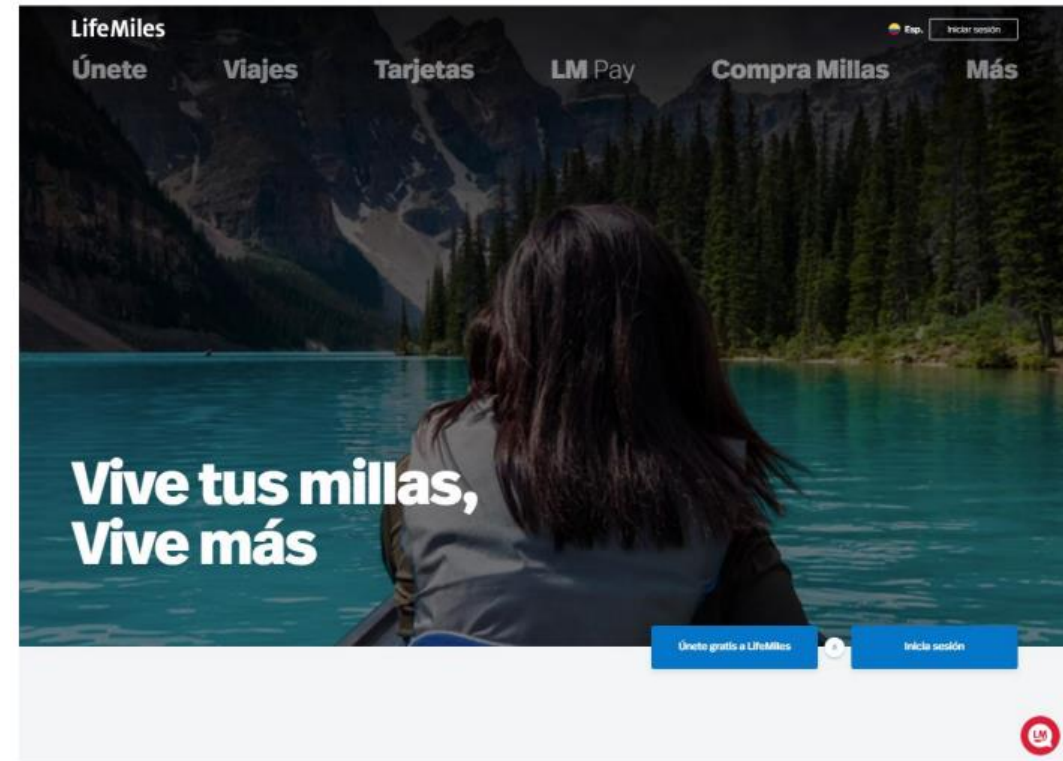 LifeMiles
Esp. Iniciar sesión
Únete Viajes Tarjetas LM Pay Compra Millas Más
Vive tus millas,
Vive más
Únete gratis a LifeMiles o Inicia sesión
LM